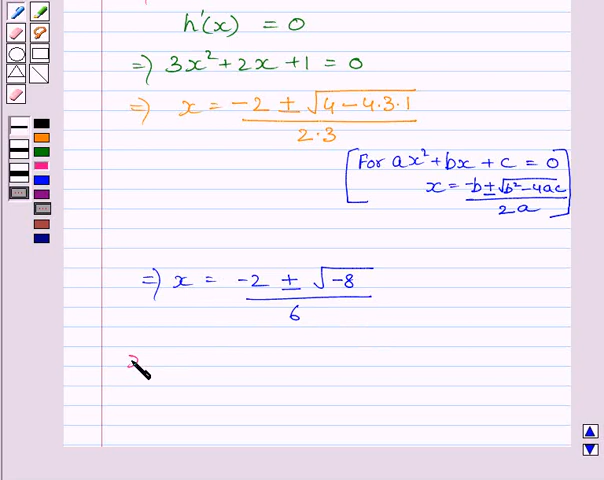 h'(x) = 0
⇒ 3x² + 2x + 1 = 0
⇒ x = (-2 ± √(4 - 4·3·1)) / 2·3
[For ax² + bx + c = 0
x = (-b ± √(b² - 4ac)) / 2a]
⇒ x = (-2 ± √-8) / 6